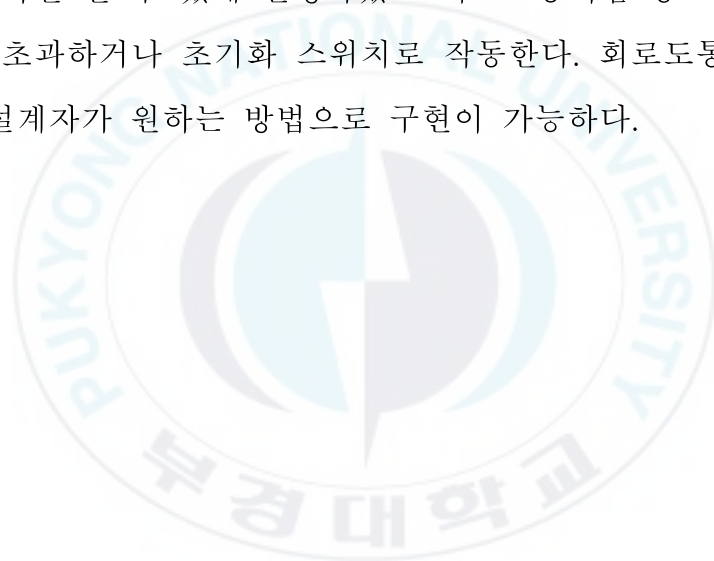 초과하거나 초기화 스위치로 작동한다. 회로도통
설계자가 원하는 방법으로 구현이 가능하다.
PUKYONG NATIONAL UNIVERSITY
부경대학교